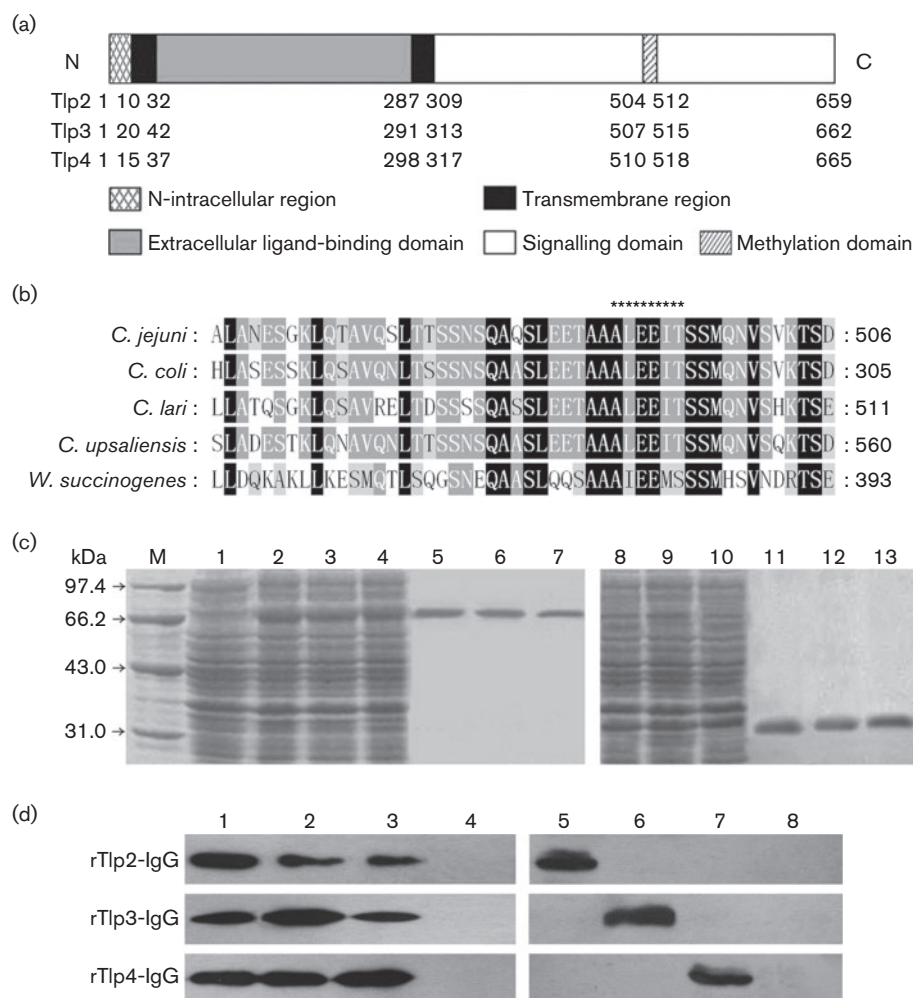 (a)
N C
Tlp2 1 10 32 287 309 504 512 659
Tlp3 1 20 42 291 313 507 515 662
Tlp4 1 15 37 298 317 510 518 665
N-intracellular region Transmembrane region
Extracellular ligand-binding domain Signalling domain Methylation domain
(b)
**********
C. jejuni : ALANESGKLQTAVQSLTTSSNSQAQSLEETAAALEEITSSMQNVSVKTSD : 506
C. coli : HLASESSKLQSAVQNLTSSSNSQAASLEETAAALEEITSSMQNVSVKTSD : 305
C. lari : LLATQSGKLQSAVRELTDSSSSQASSLEETAAALEEITSSMQNVSHKTSE : 511
C. upsaliensis : SLADESTKLQNAVQNLTTSSNSQAASLEETAAALEEITSSMQNVSQKTSD : 560
W. succinogenes : LLDQKAKLLKESMQTLSQGSNEQAASLQQSAAAIEEMSSSMHSVNDRTSE : 393
(c)
kDa M 1 2 3 4 5 6 7 8 9 10 11 12 13
97.4
66.2
43.0
31.0
(d)
1 2 3 4 5 6 7 8
rTlp2-IgG
rTlp3-IgG
rTlp4-IgG